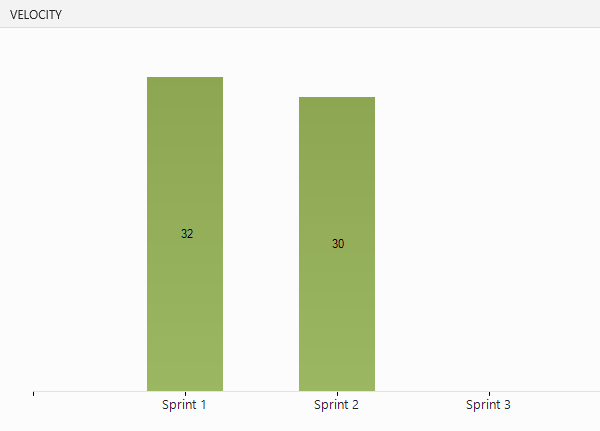 VELOCITY
32
30
Sprint 1
Sprint 2
Sprint 3